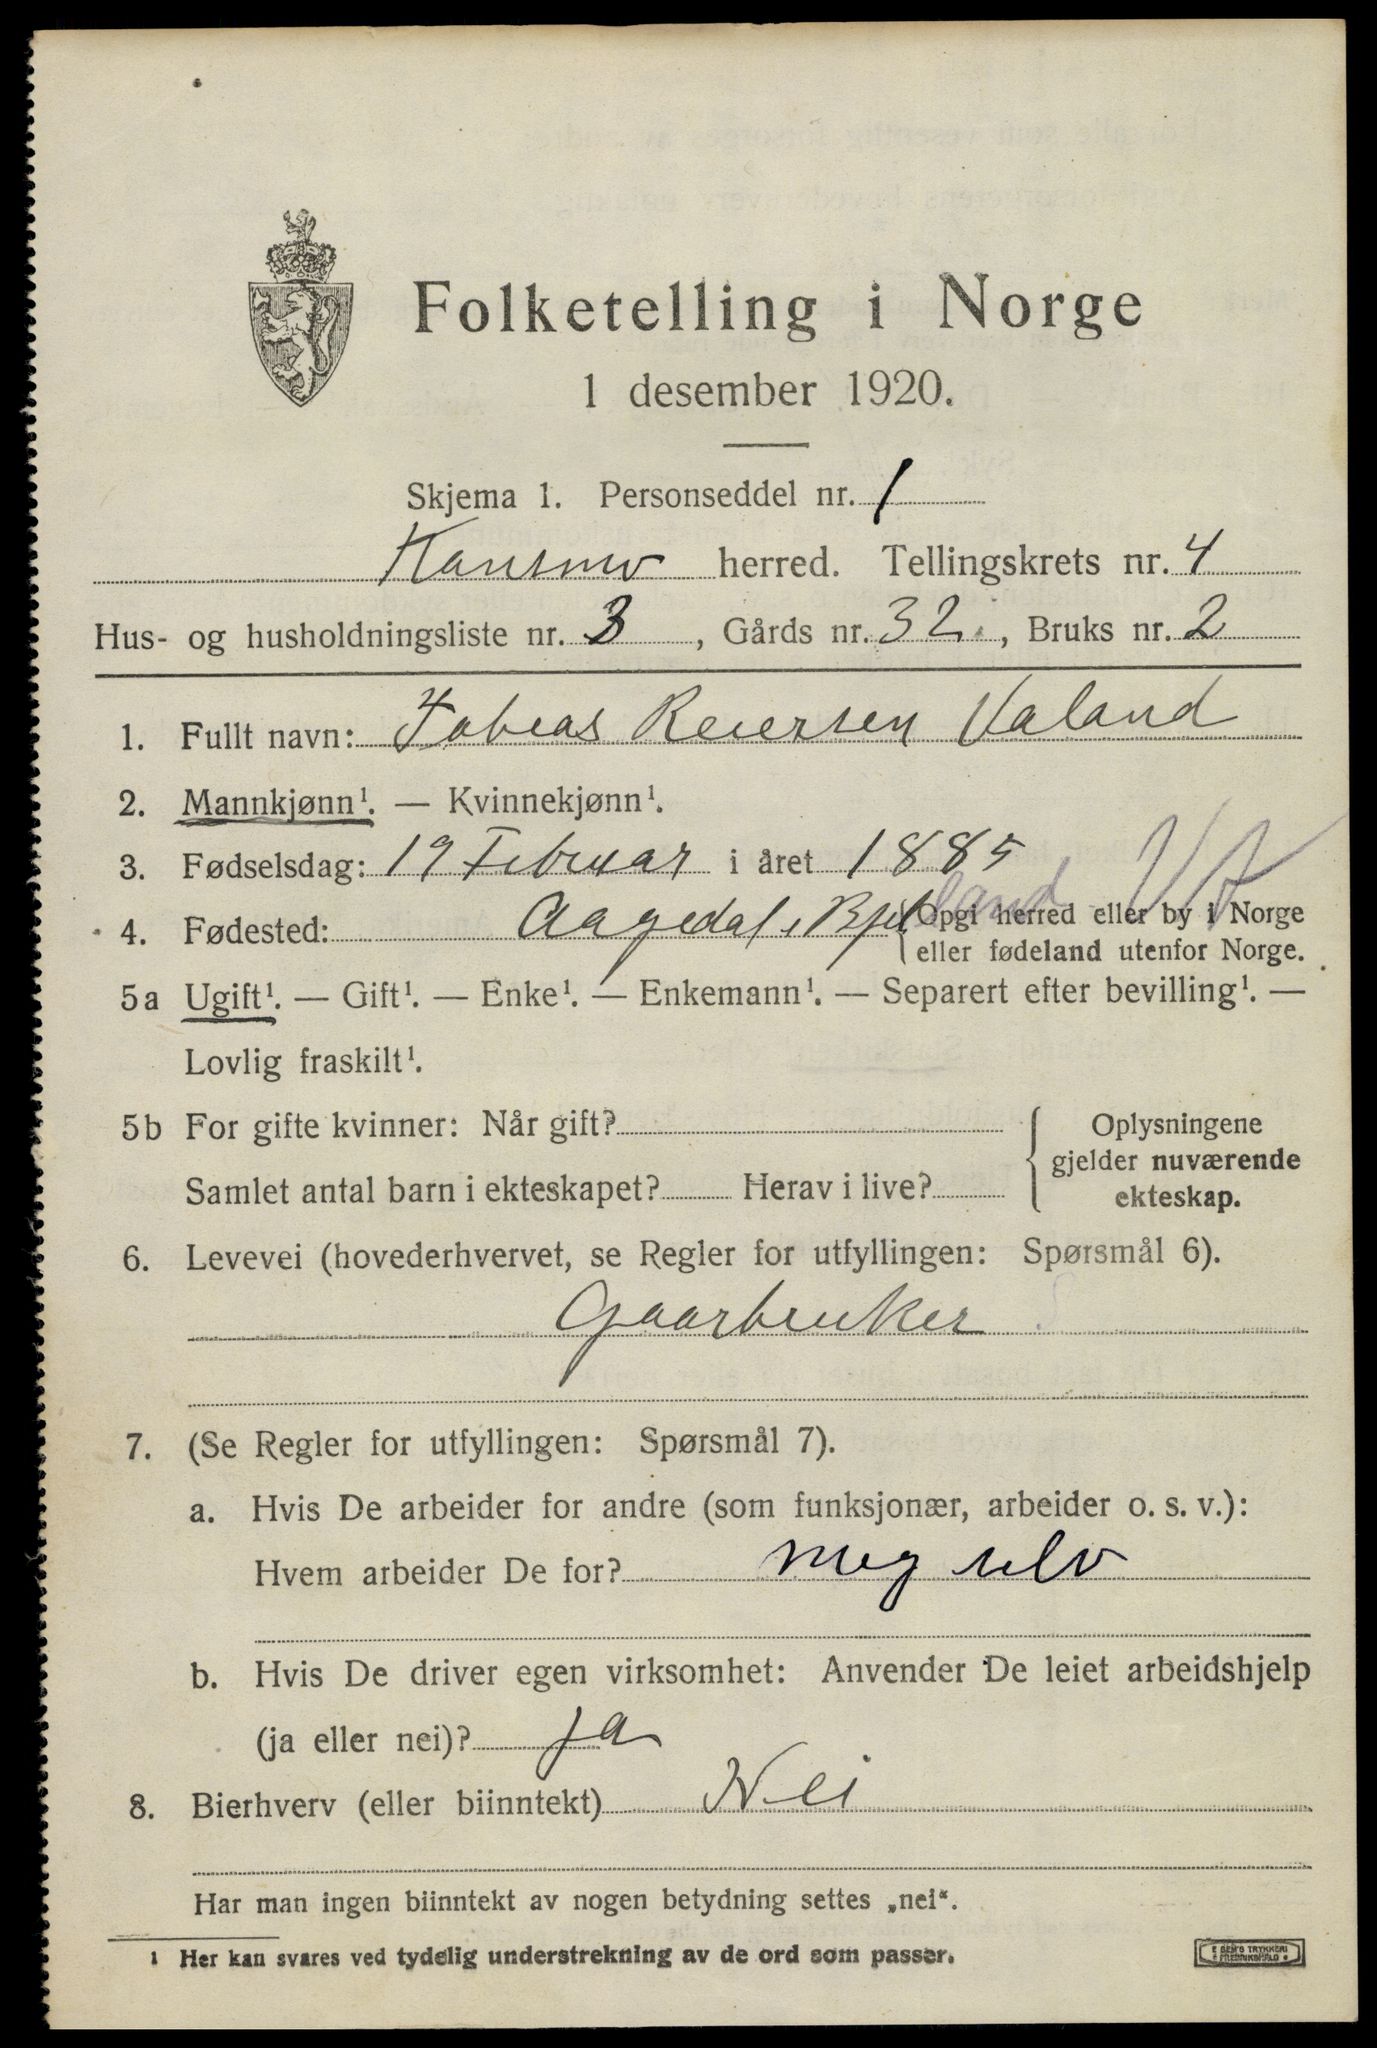 Folketelling i Norge
1 desember 1920.
Skjema 1. Personseddel nr. 1
herred. Tellingskrets nr. 4
Hus- og husholdningsliste nr. 3, Gårds nr. 32, Bruks nr. 2
1. Fullt navn: Tobias Reiersen Valand
2. Mannkjønn¹. — Kvinnekjønn¹.
3. Fødselsdag: 19 Februar i året 1885
4. Fødested: Aagedal, Bjelland VA {Opgi herred eller by i Norge
eller fødeland utenfor Norge.
5a Ugift¹. — Gift¹. — Enke¹. — Enkemann¹. — Separert efter bevilling¹. —
Lovlig fraskilt¹.
5b For gifte kvinner: Når gift?
Samlet antal barn i ekteskapet? Herav i live?
{ Oplysningene
gjelder nuværende
ekteskap.
6. Levevei (hovederhvervet, se Regler for utfyllingen: Spørsmål 6).
Gaarbruker S
7. (Se Regler for utfyllingen: Spørsmål 7).
a. Hvis De arbeider for andre (som funksjonær, arbeider o. s. v.):
Hvem arbeider De for? meg selv
b. Hvis De driver egen virksomhet: Anvender De leiet arbeidshjelp
(ja eller nei)? ja
8. Bierhverv (eller biinntekt) Nei
Har man ingen biinntekt av nogen betydning settes „nei".
1 Her kan svares ved tydelig understrekning av de ord som passer.